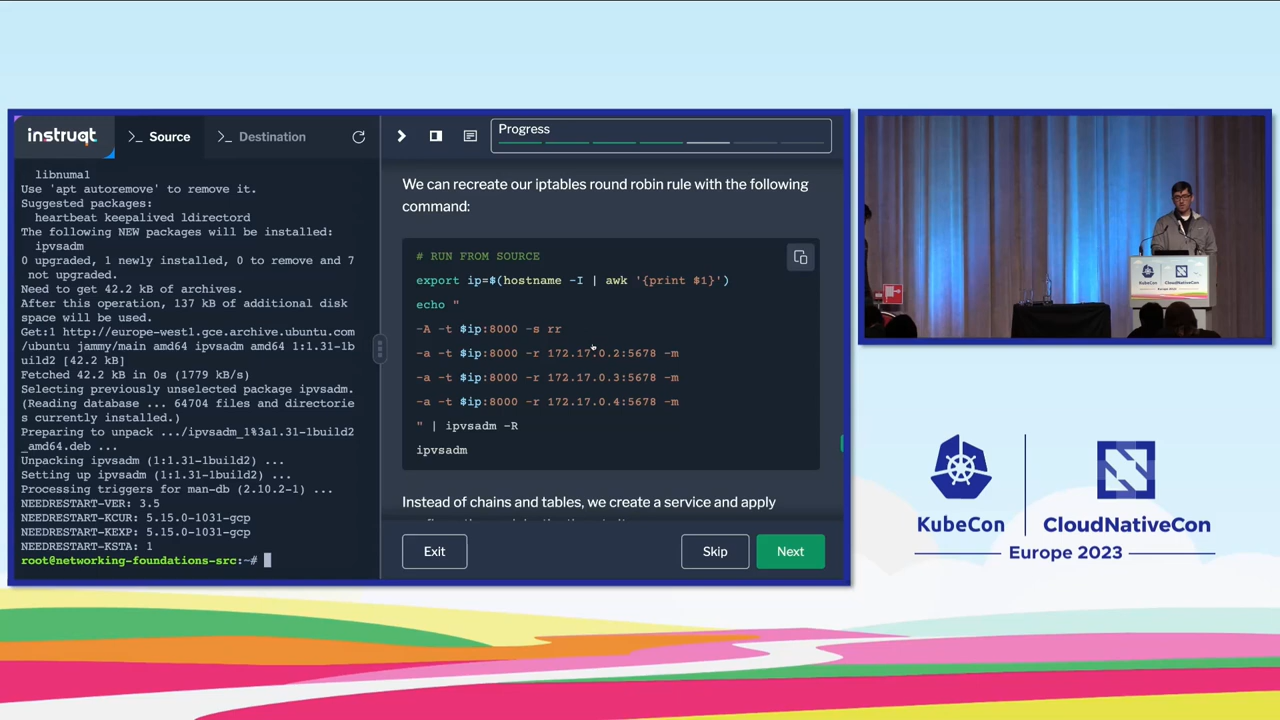 instruqt
>_ Source
>_ Destination
Progress
libnuma1
Use 'apt autoremove' to remove it.
Suggested packages:
heartbeat keepalived ldirectord
The following NEW packages will be installed:
ipvsadm
0 upgraded, 1 newly installed, 0 to remove and 7
not upgraded.
Need to get 42.2 kB of archives.
After this operation, 137 kB of additional disk
space will be used.
Get:1 http://europe-west1.gce.archive.ubuntu.com
/ubuntu jammy/main amd64 ipvsadm amd64 1:1.31-1b
uild2 [42.2 kB]
Fetched 42.2 kB in 0s (1779 kB/s)
Selecting previously unselected package ipvsadm.
(Reading database ... 64704 files and directorie
s currently installed.)
Preparing to unpack .../ipvsadm_1%3a1.31-1build2
_amd64.deb ...
Unpacking ipvsadm (1:1.31-1build2) ...
Setting up ipvsadm (1:1.31-1build2) ...
Processing triggers for man-db (2.10.2-1) ...
NEEDRESTART-VER: 3.5
NEEDRESTART-KCUR: 5.15.0-1031-gcp
NEEDRESTART-KEXP: 5.15.0-1031-gcp
NEEDRESTART-KSTA: 1
root@networking-foundations-src:~#
We can recreate our iptables round robin rule with the following
command:
# RUN FROM SOURCE
export ip=$(hostname -I | awk '{print $1}')
echo "
-A -t $ip:8000 -s rr
-a -t $ip:8000 -r 172.17.0.2:5678 -m
-a -t $ip:8000 -r 172.17.0.3:5678 -m
-a -t $ip:8000 -r 172.17.0.4:5678 -m
" | ipvsadm -R
ipvsadm
Instead of chains and tables, we create a service and apply
Exit
Skip
Next
KubeCon
CloudNativeCon
Europe 2023